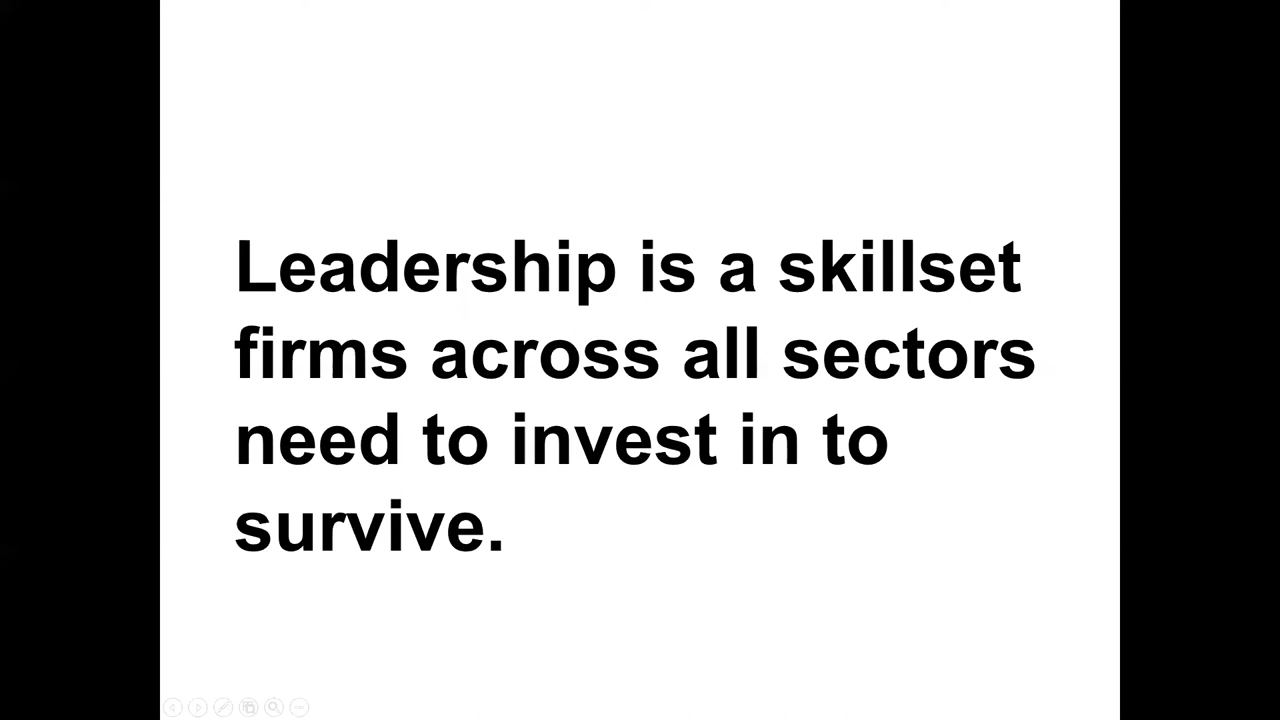 Leadership is a skillset
firms across all sectors
need to invest in to
survive.